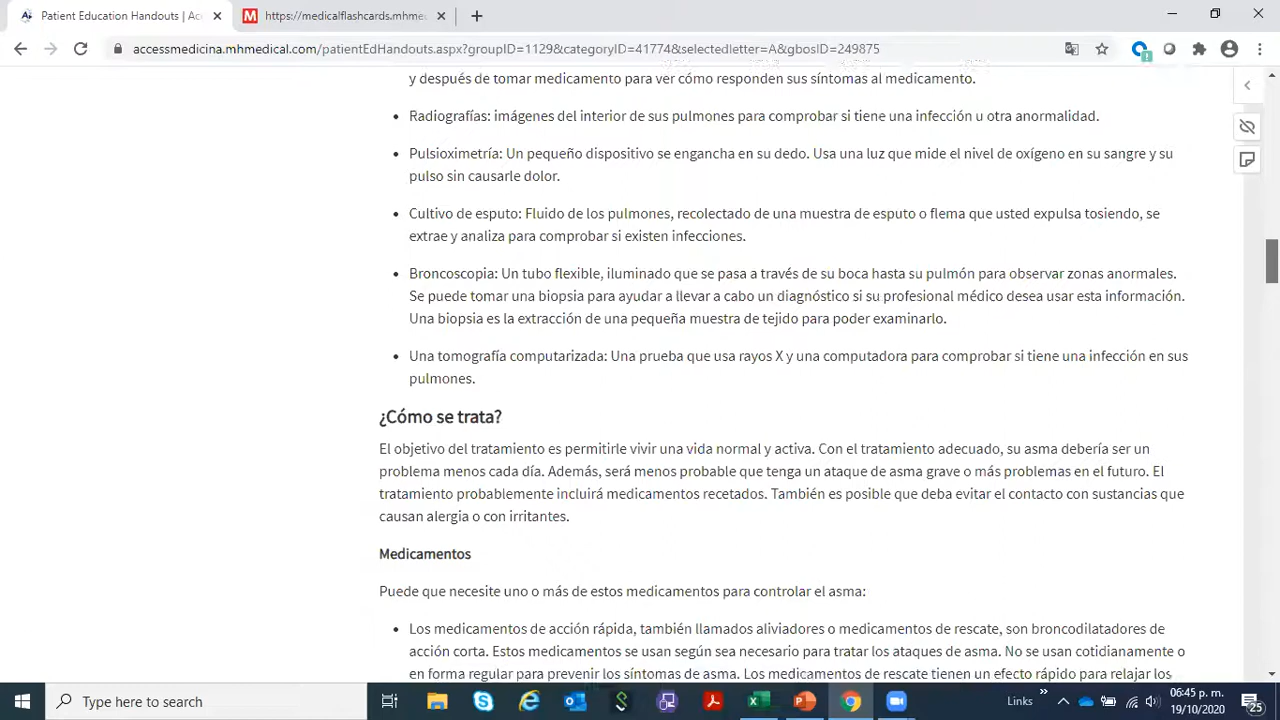 Patient Education Handouts | Acc
https://medicalflashcards.mhme
accessmedicina.mhmedical.com/patientEdHandouts.aspx?groupID=1129&categoryID=41774&selectedletter=A&gbosID=249875
y después de tomar medicamento para ver cómo responden sus síntomas al medicamento.
• Radiografías: imágenes del interior de sus pulmones para comprobar si tiene una infección u otra anormalidad.
• Pulsioximetría: Un pequeño dispositivo se engancha en su dedo. Usa una luz que mide el nivel de oxígeno en su sangre y su
pulso sin causarle dolor.
• Cultivo de esputo: Fluido de los pulmones, recolectado de una muestra de esputo o flema que usted expulsa tosiendo, se
extrae y analiza para comprobar si existen infecciones.
• Broncoscopia: Un tubo flexible, iluminado que se pasa a través de su boca hasta su pulmón para observar zonas anormales.
Se puede tomar una biopsia para ayudar a llevar a cabo un diagnóstico si su profesional médico desea usar esta información.
Una biopsia es la extracción de una pequeña muestra de tejido para poder examinarlo.
• Una tomografía computarizada: Una prueba que usa rayos X y una computadora para comprobar si tiene una infección en sus
pulmones.
¿Cómo se trata?
El objetivo del tratamiento es permitirle vivir una vida normal y activa. Con el tratamiento adecuado, su asma debería ser un
problema menos cada día. Además, será menos probable que tenga un ataque de asma grave o más problemas en el futuro. El
tratamiento probablemente incluirá medicamentos recetados. También es posible que deba evitar el contacto con sustancias que
causan alergia o con irritantes.
Medicamentos
Puede que necesite uno o más de estos medicamentos para controlar el asma:
• Los medicamentos de acción rápida, también llamados aliviadores o medicamentos de rescate, son broncodilatadores de
acción corta. Estos medicamentos se usan según sea necesario para tratar los ataques de asma. No se usan cotidianamente o
en forma regular para prevenir los síntomas de asma. Los medicamentos de rescate tienen un efecto rápido para relajar los
Type here to search
Links
06:45 p. m.
19/10/2020
25